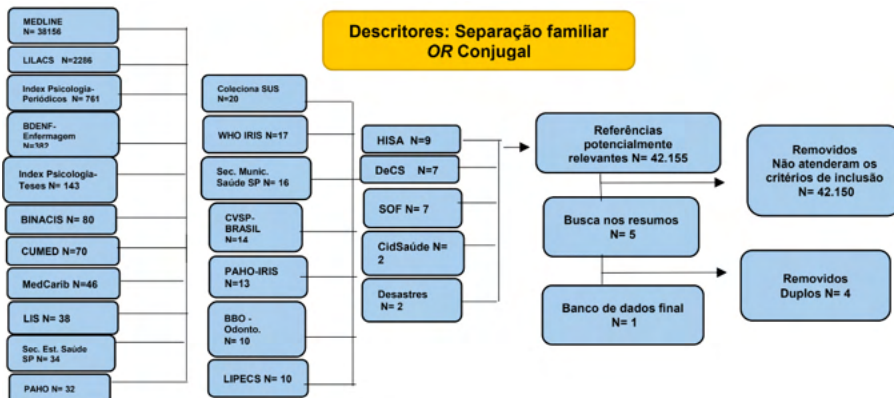 Descritores: Separação familiar
OR Conjugal
MEDLINE
N= 38156
LILACS N=2286
Index Psicologia-
Periódicos N= 761
BDENF-
Enfermagem
N=382
Index Psicologia-
Teses N= 143
BINACIS N= 80
CUMED N=70
MedCarib N=46
LIS N= 38
Sec. Est. Saúde
SP N= 34
PAHO N= 32
Coleciona SUS
N=20
WHO IRIS N=17
Sec. Munic.
Saúde SP N= 16
CVSP-
BRASIL
N=14
PAHO-IRIS
N=13
BBO -
Odonto.
N= 10
LIPECS N= 10
HISA N=9
DeCS N=7
SOF N= 7
CidSaúde N=
2
Desastres
N= 2
Referências
potencialmente
relevantes N= 42.155
Busca nos resumos
N= 5
Banco de dados final
N= 1
Removidos
Não atenderam os
critérios de inclusão
N= 42.150
Removidos
Duplos N= 4